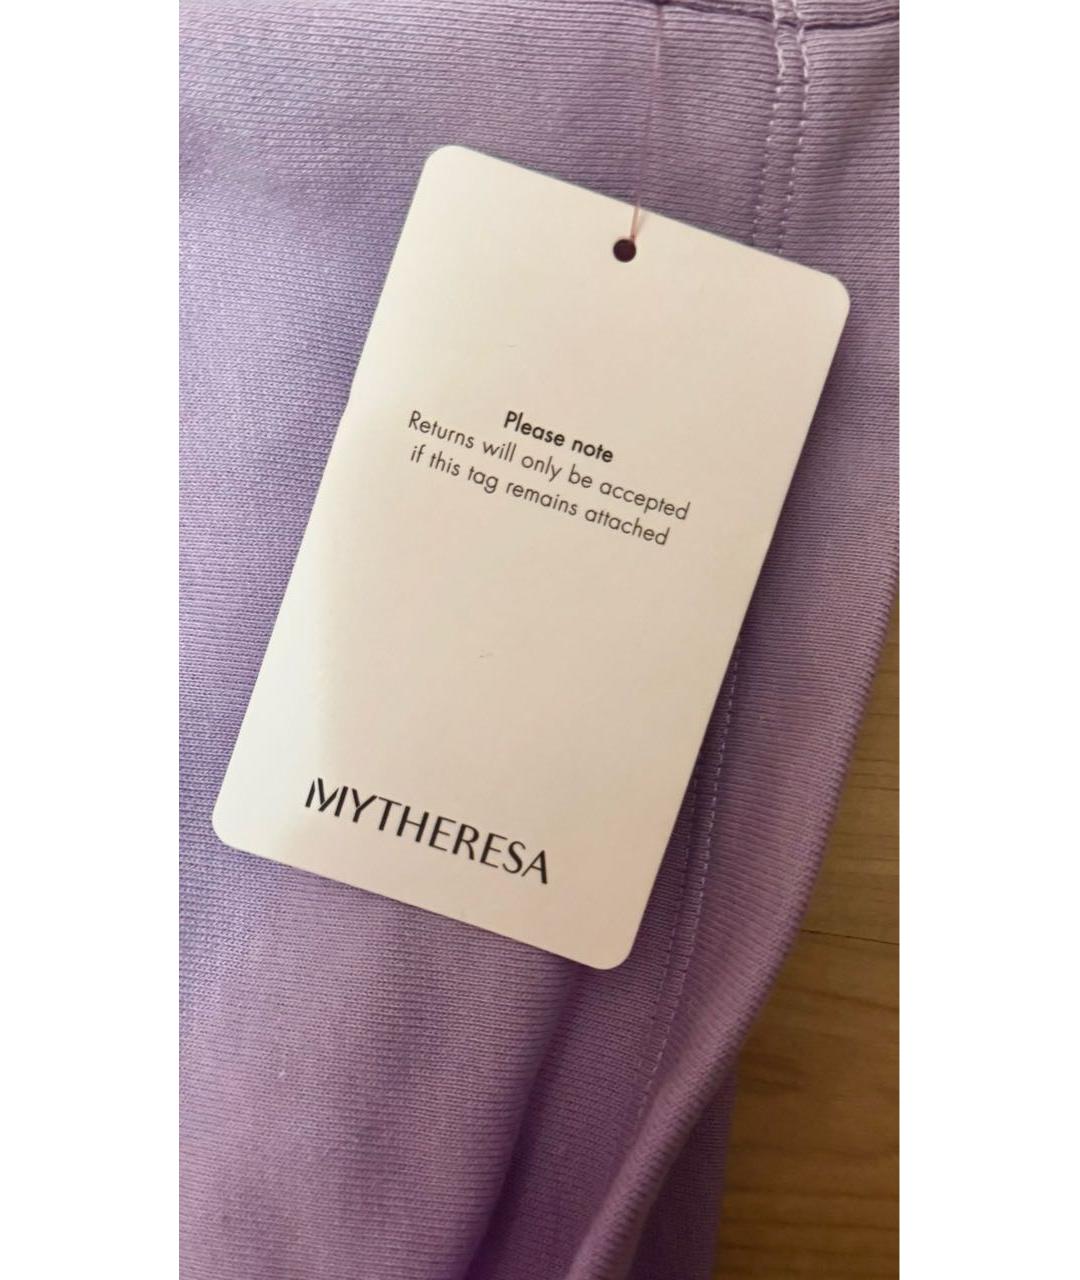 Please note
Returns will only be accepted
if this tag remains attached
MYTHERESA